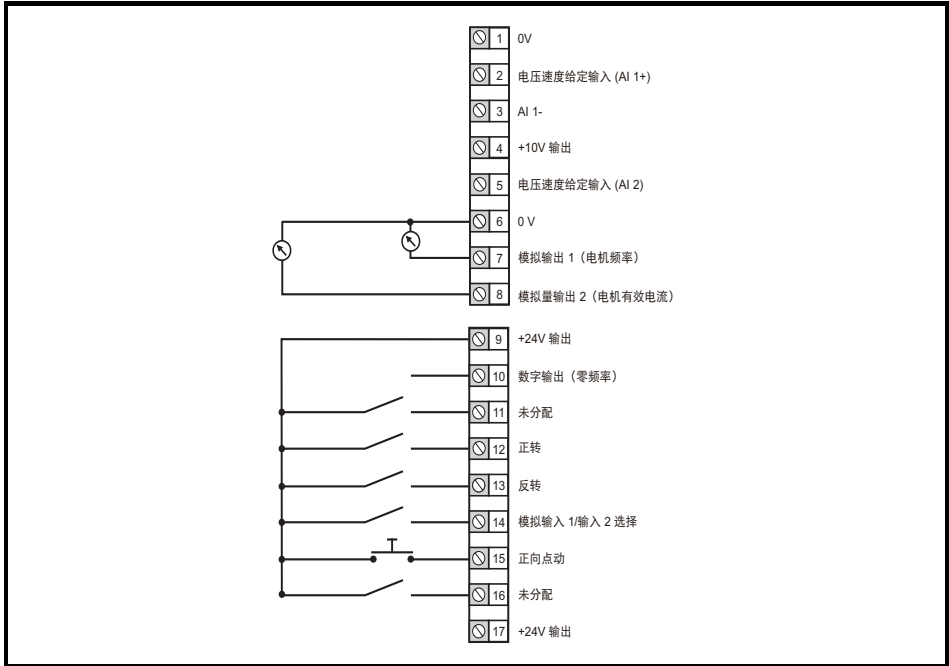 1 0V
2 电压速度给定输入 (AI 1+)
3 AI 1-
4 +10V 输出
5 电压速度给定输入 (AI 2)
6 0 V
7 模拟输出 1（电机频率）
8 模拟量输出 2（电机有效电流）
9 +24V 输出
10 数字输出（零频率）
11 未分配
12 正转
13 反转
14 模拟输入 1/输入 2 选择
15 正向点动
16 未分配
17 +24V 输出